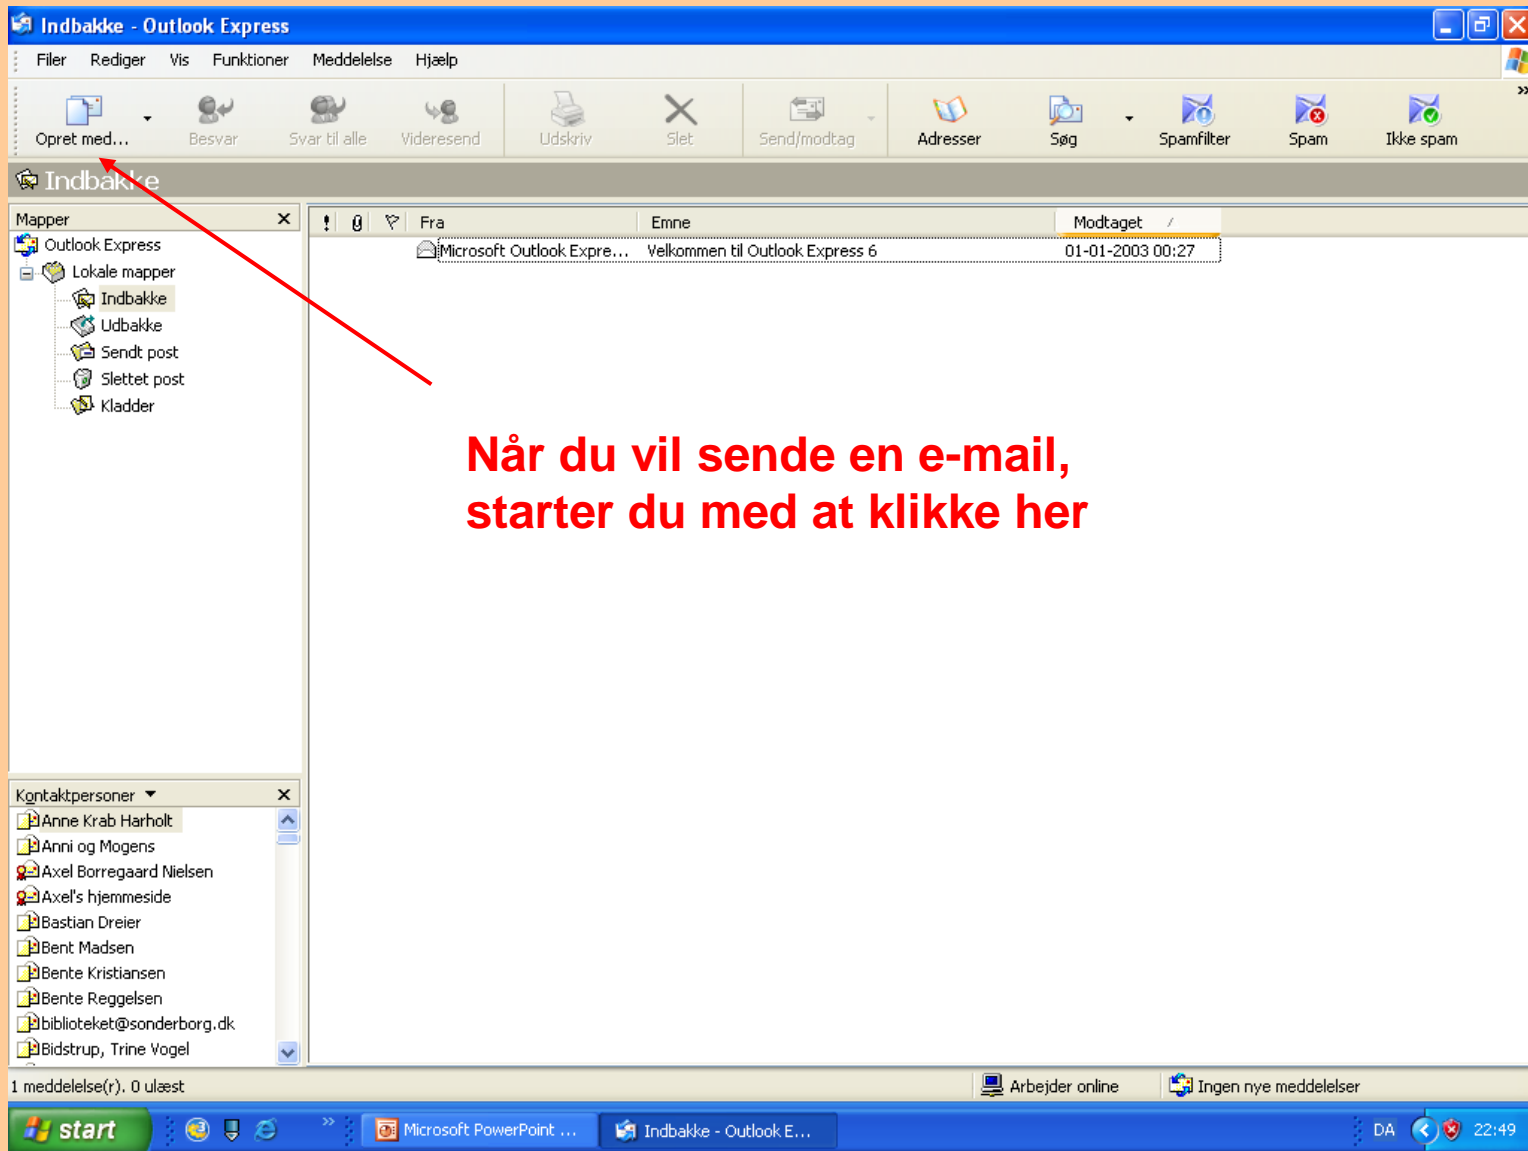 Indbakke - Outlook Express
Filer Rediger Vis Funktioner Meddelelse Hjælp
Opret med... Besvar Svar til alle Videresend Udskriv Slet Send/modtag Adresser Søg Spamfilter Spam Ikke spam
Indbakke
Mapper
Outlook Express
Lokale mapper
Indbakke
Udbakke
Sendt post
Slettet post
Kladder
Fra Emne Modtaget
Microsoft Outlook Expre... Velkommen til Outlook Express 6 01-01-2003 00:27
Når du vil sende en e-mail,
starter du med at klikke her
Kontaktpersoner
Anne Krab Harholt
Anni og Mogens
Axel Borregaard Nielsen
Axel's hjemmeside
Bastian Dreier
Bent Madsen
Bente Kristiansen
Bente Reggelsen
biblioteket@sonderborg.dk
Bidstrup, Trine Vogel
1 meddelelse(r). 0 ulæst Arbejder online Ingen nye meddelelser
start Microsoft PowerPoint ... Indbakke - Outlook E... DA 22:49